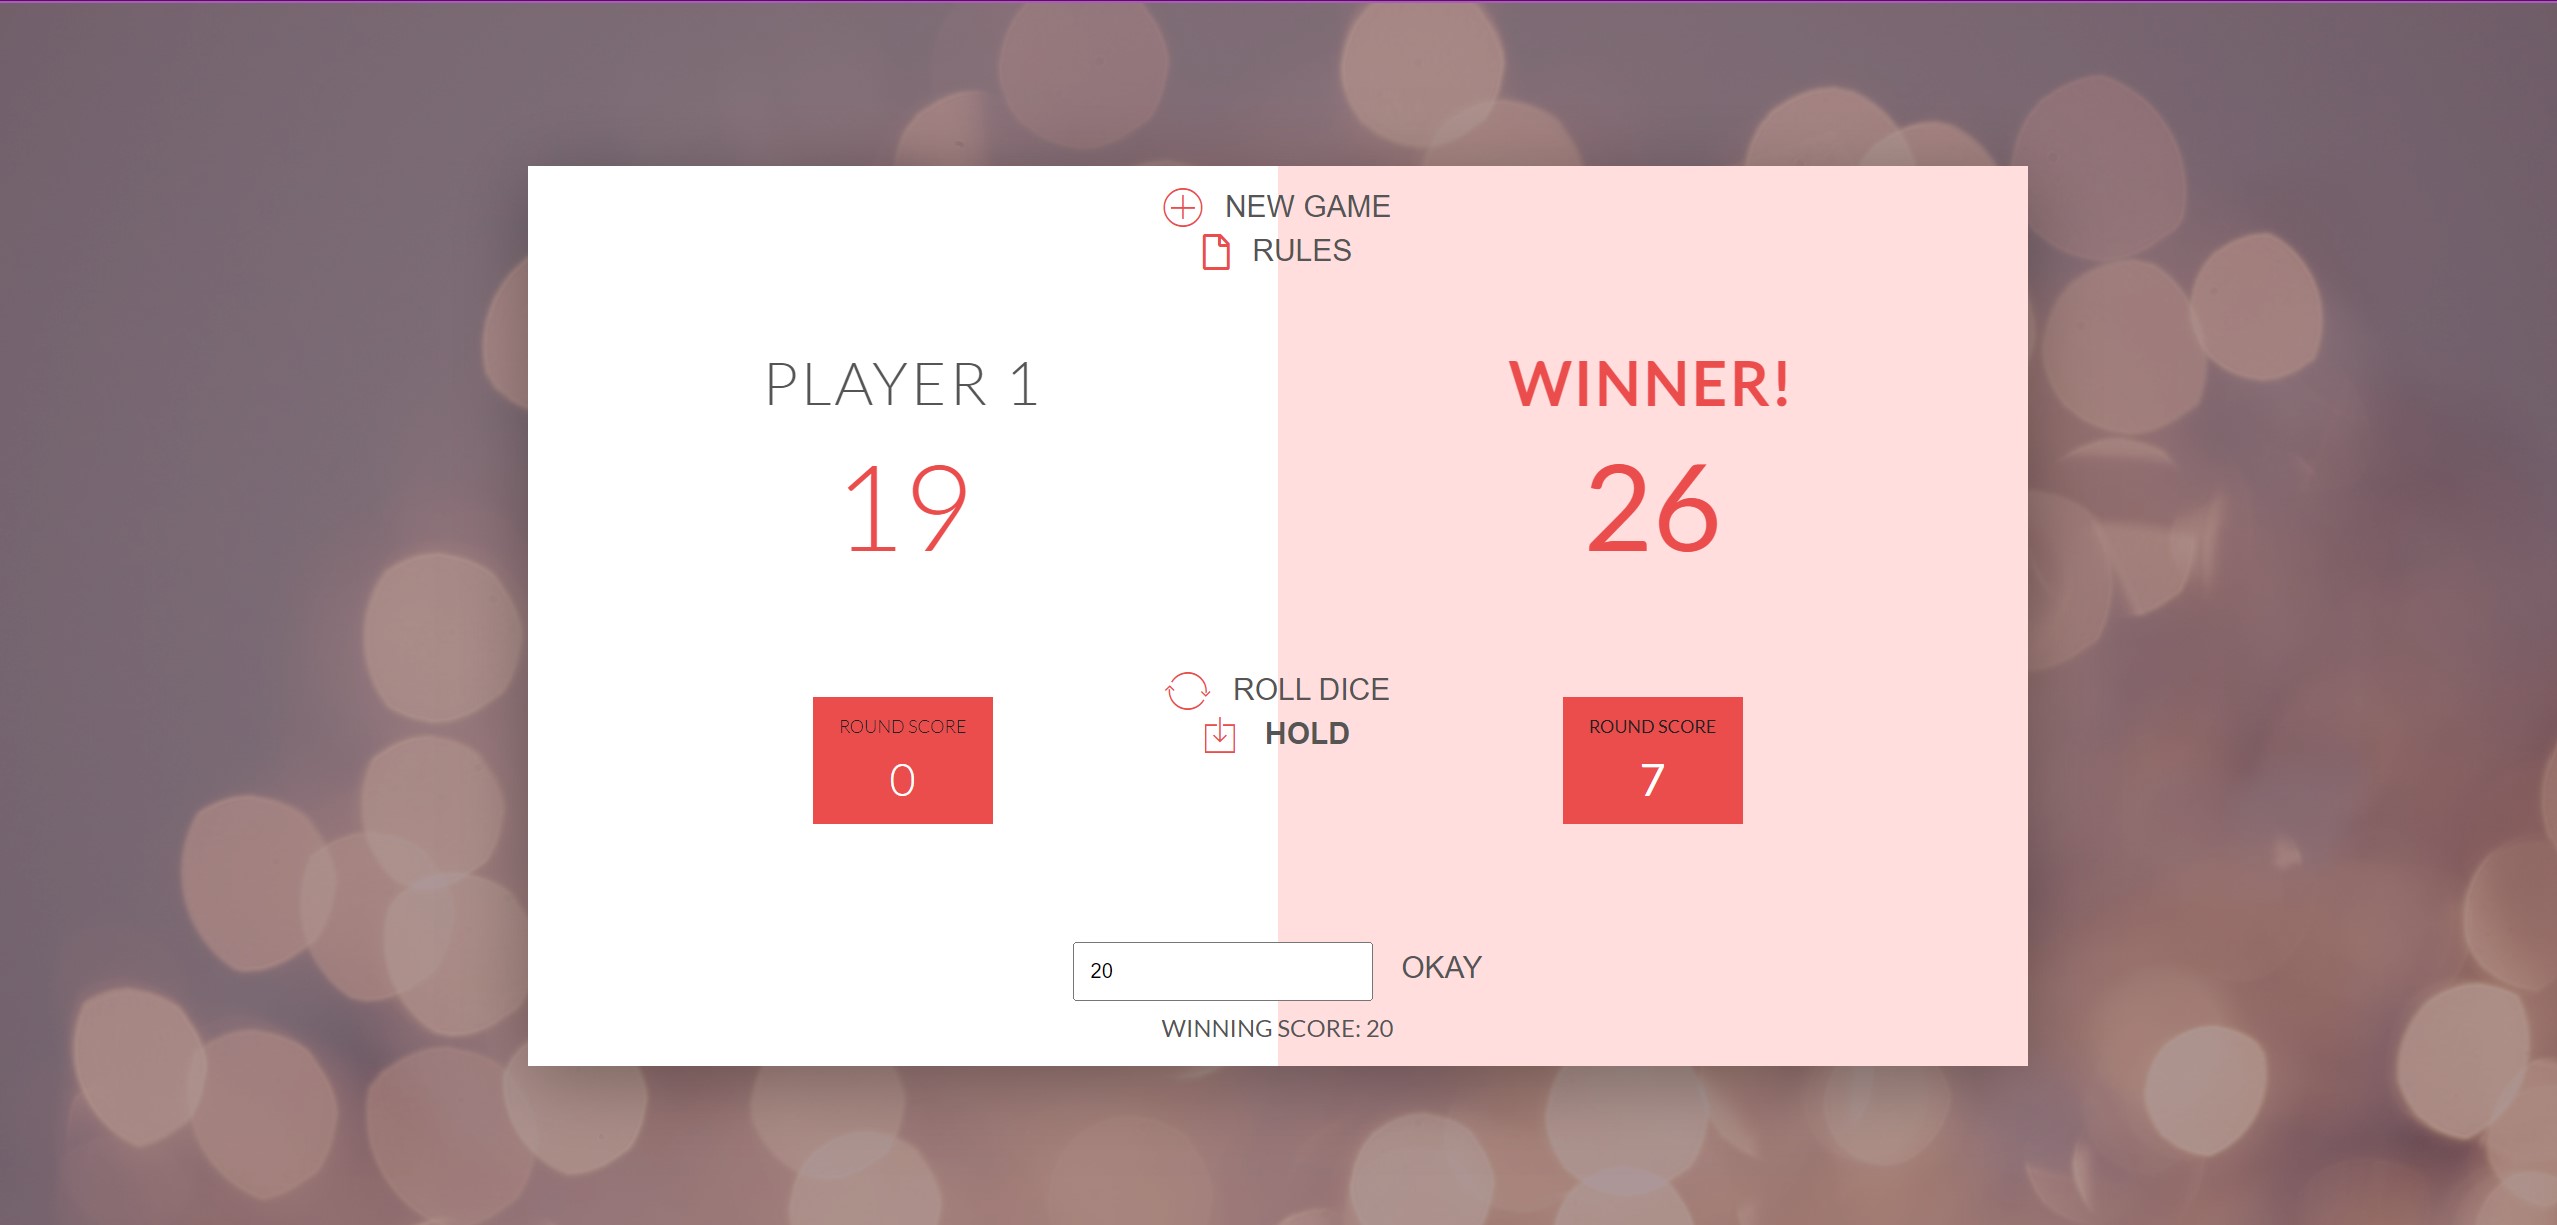 NEW GAME
RULES
PLAYER 1
19
WINNER!
26
ROLL DICE
HOLD
ROUND SCORE
0
ROUND SCORE
7
20
OKAY
WINNING SCORE: 20